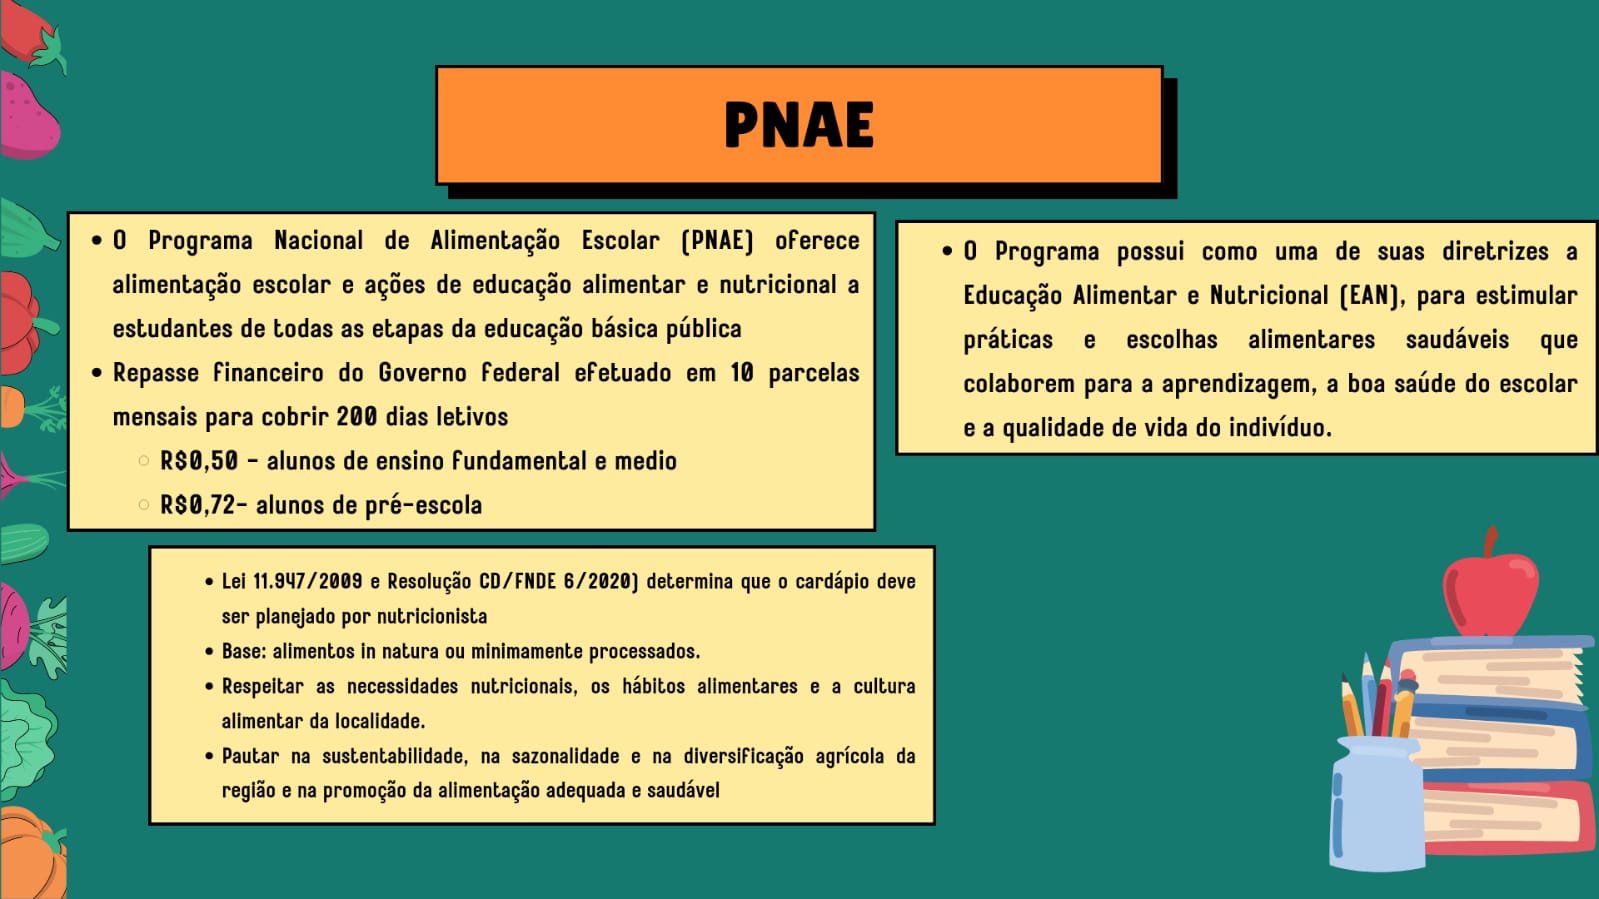 PNAE
• O Programa Nacional de Alimentação Escolar (PNAE) oferece
alimentação escolar e ações de educação alimentar e nutricional a
estudantes de todas as etapas da educação básica pública
• Repasse financeiro do Governo Federal efetuado em 10 parcelas
mensais para cobrir 200 dias letivos
○ R$0,50 - alunos de ensino fundamental e medio
○ R$0,72- alunos de pré-escola
• O Programa possui como uma de suas diretrizes a
Educação Alimentar e Nutricional (EAN), para estimular
práticas e escolhas alimentares saudáveis que
colaborem para a aprendizagem, a boa saúde do escolar
e a qualidade de vida do indivíduo.
• Lei 11.947/2009 e Resolução CD/FNDE 6/2020) determina que o cardápio deve
ser planejado por nutricionista
• Base: alimentos in natura ou minimamente processados.
• Respeitar as necessidades nutricionais, os hábitos alimentares e a cultura
alimentar da localidade.
• Pautar na sustentabilidade, na sazonalidade e na diversificação agrícola da
região e na promoção da alimentação adequada e saudável